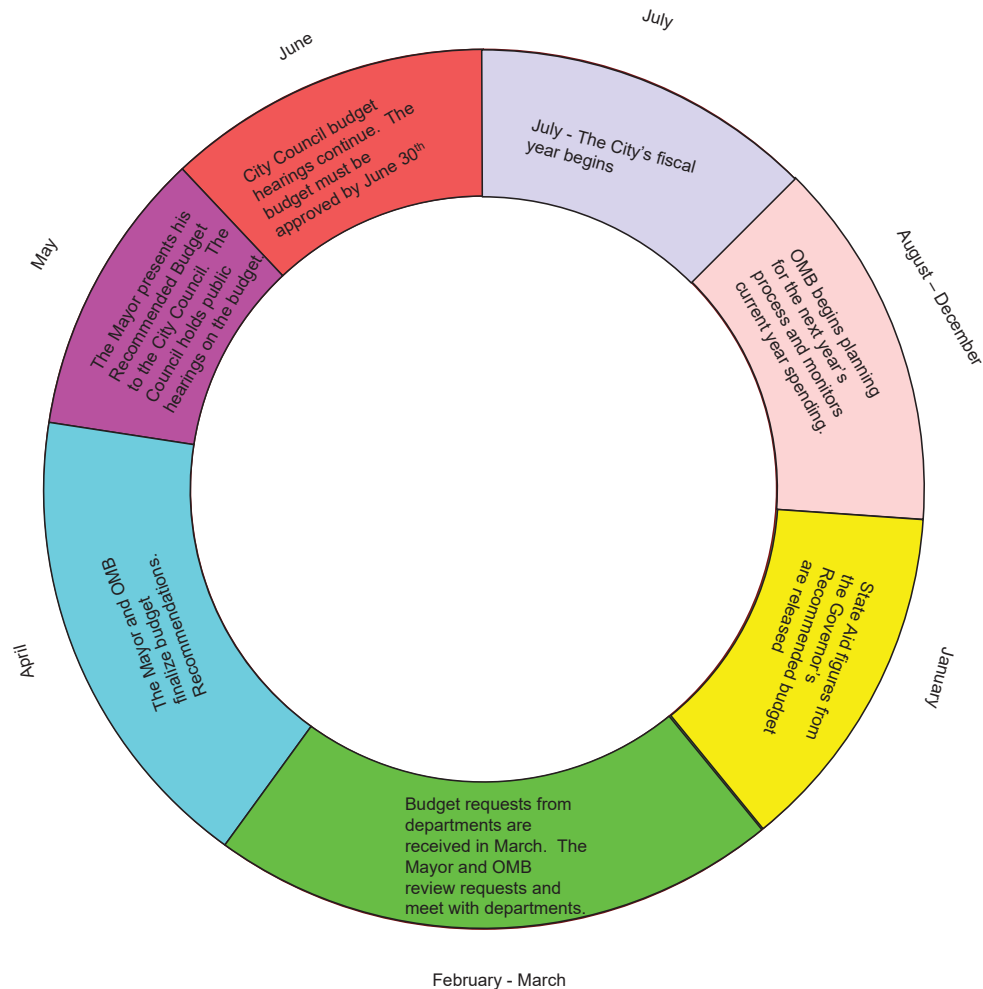 July
July - The City’s fiscal
year begins
August – December
OMB begins planning
for the next year’s
process and monitors
current year spending.
January
State Aid figures from
the Governor’s
Recommended budget
are released
February - March
Budget requests from
departments are
received in March.  The
Mayor and OMB
review requests and
meet with departments.
April
The Mayor and OMB
finalize budget
Recommendations.
May
The Mayor presents his
Recommended Budget
to the City Council.  The
Council holds public
hearings on the budget.
June
City Council budget
hearings continue.  The
budget must be
approved by June 30th